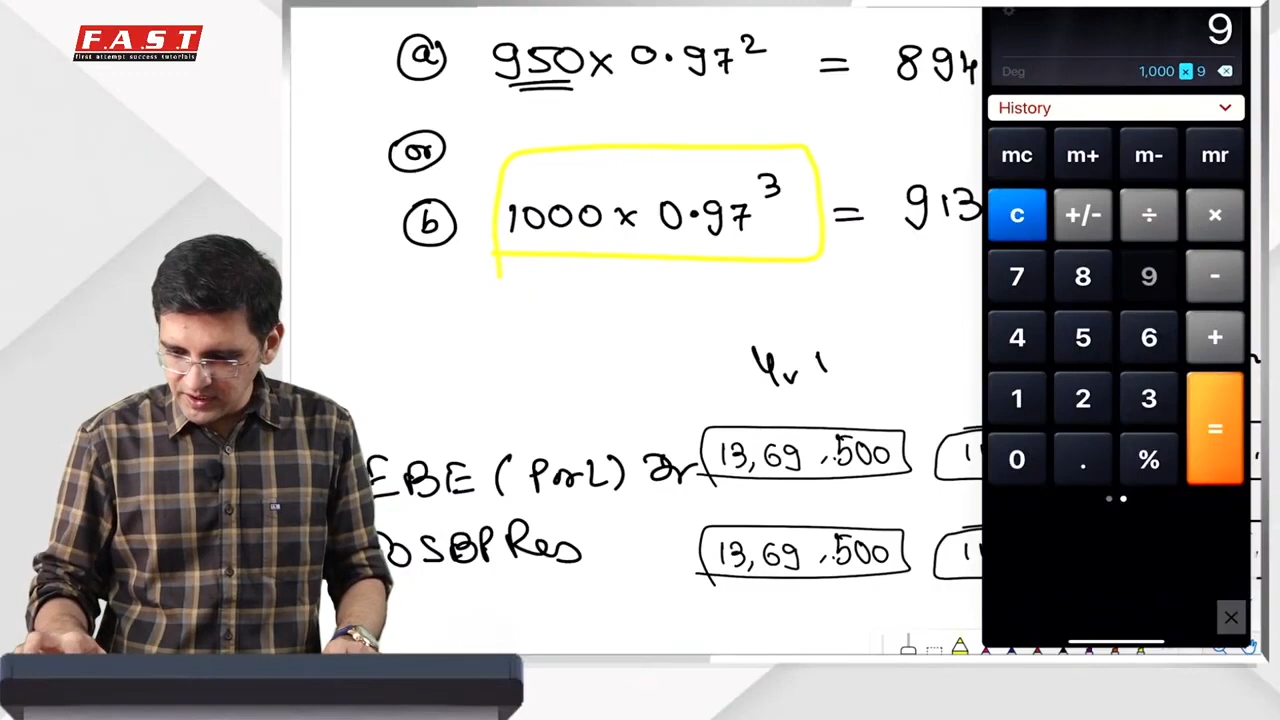 F.A.S.T
first attempt success tutorials
ⓐ 950 x 0.97² = 894
ⓞⓡ
ⓑ 1000 x 0.97³ = 913
Yr 1
EBE (P or L) Dr 13,69,500
OSBP Res 13,69,500
9
Deg 1,000 × 9
History
mc m+ m- mr
c +/- ÷ ×
7 8 9 -
4 5 6 +
1 2 3 =
0 . %